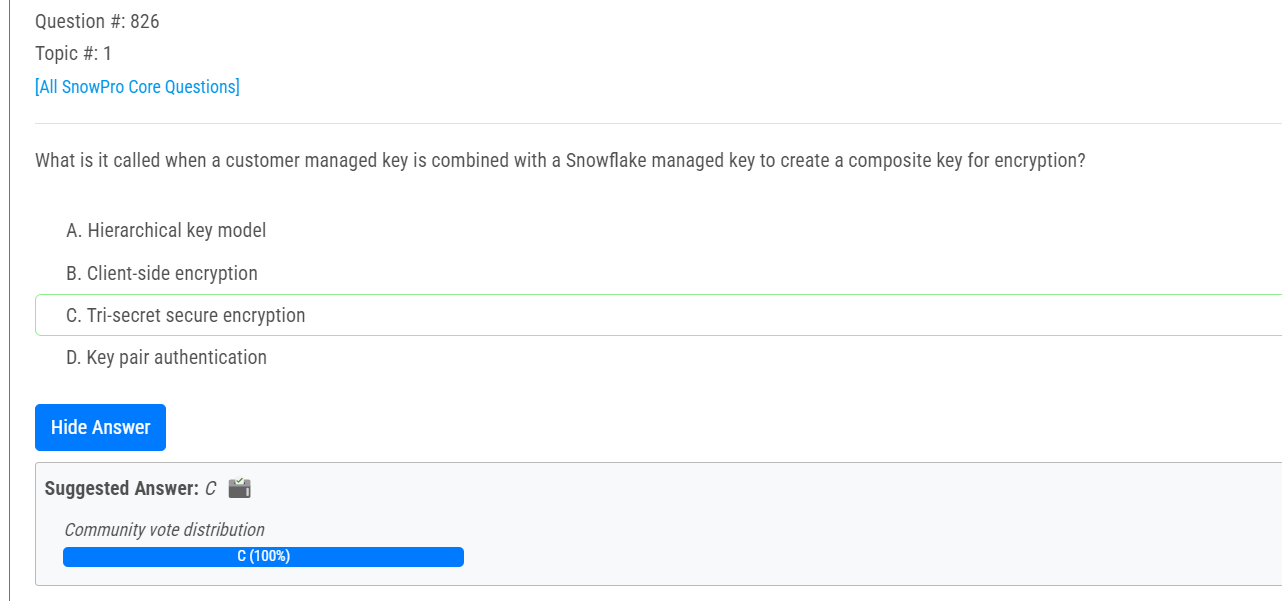 Question #: 826
Topic #: 1
[All SnowPro Core Questions]
What is it called when a customer managed key is combined with a Snowflake managed key to create a composite key for encryption?
A. Hierarchical key model
B. Client-side encryption
C. Tri-secret secure encryption
D. Key pair authentication
Hide Answer
Suggested Answer: C
Community vote distribution
C (100%)